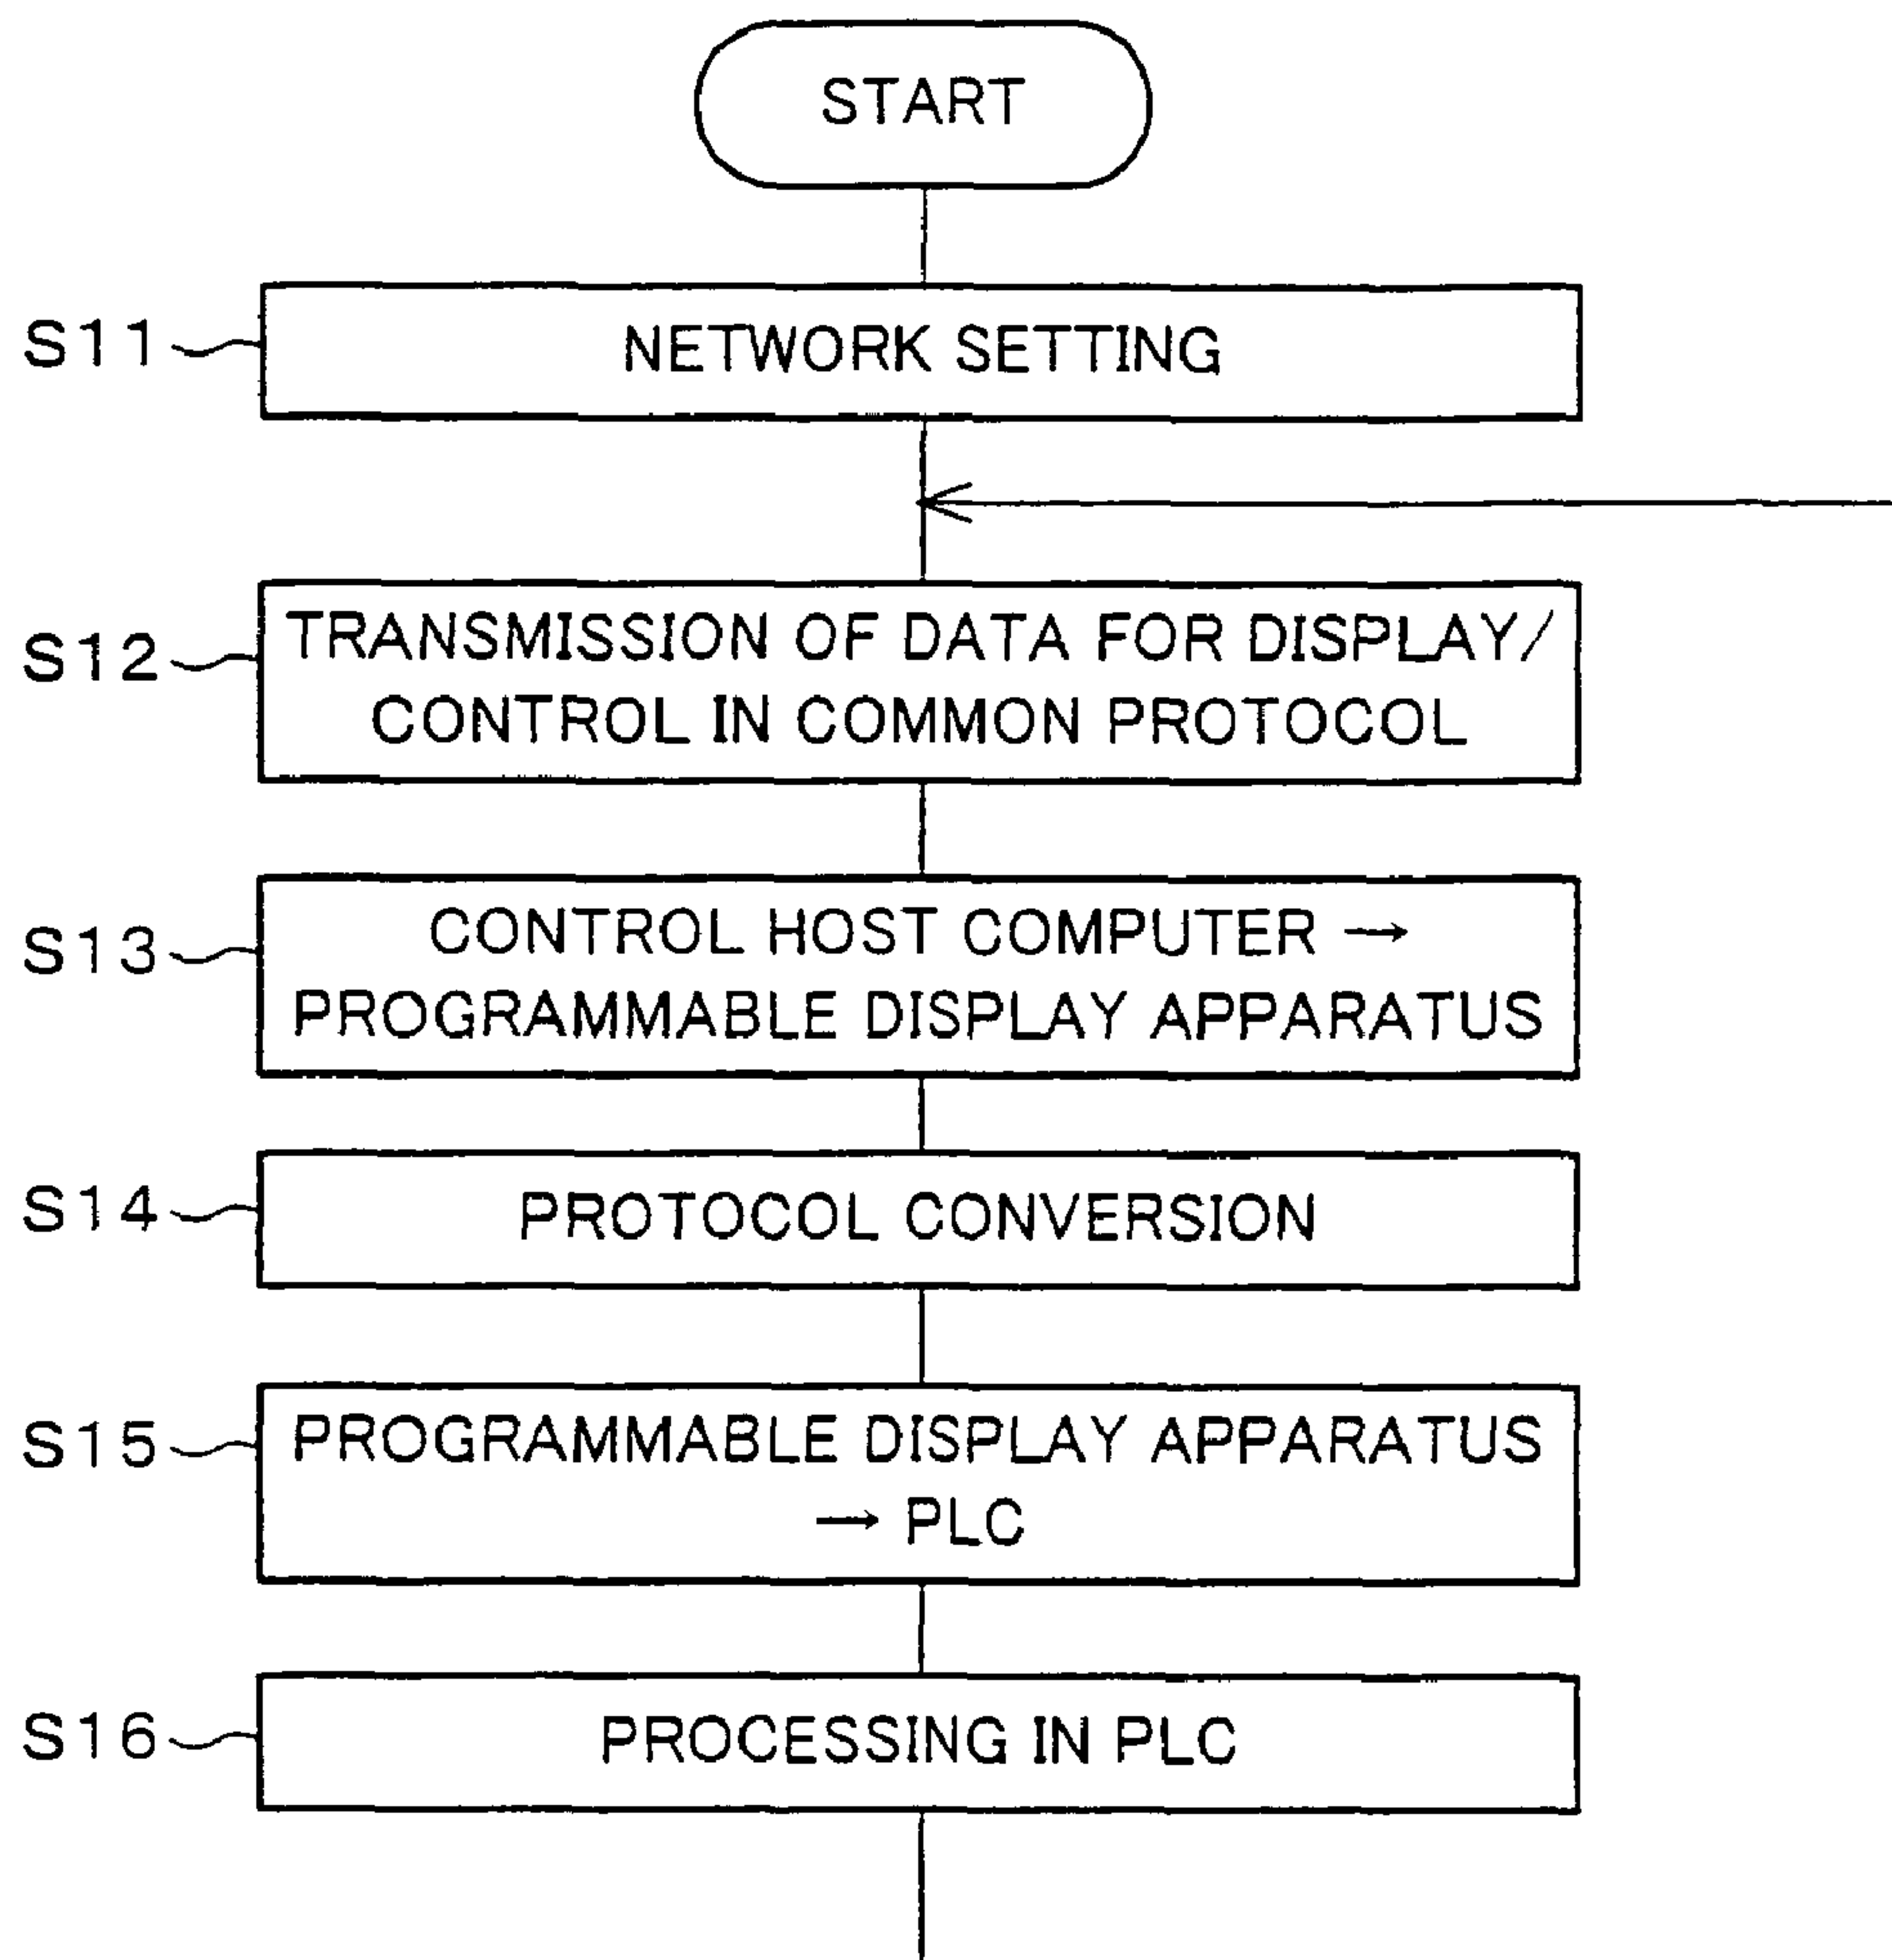 START
S11 NETWORK SETTING
S12 TRANSMISSION OF DATA FOR DISPLAY/
CONTROL IN COMMON PROTOCOL
S13 CONTROL HOST COMPUTER →
PROGRAMMABLE DISPLAY APPARATUS
S14 PROTOCOL CONVERSION
S15 PROGRAMMABLE DISPLAY APPARATUS
→ PLC
S16 PROCESSING IN PLC